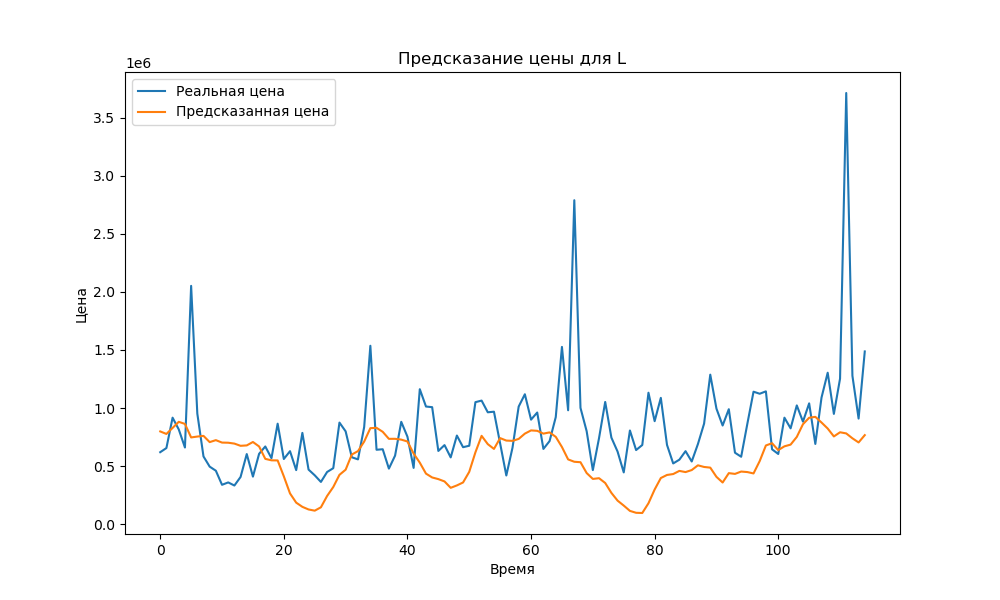 Предсказание цены для L
1e6
Реальная цена
Предсказанная цена
3.5
3.0
2.5
2.0
1.5
1.0
0.5
0.0
Цена
0 20 40 60 80 100
Время